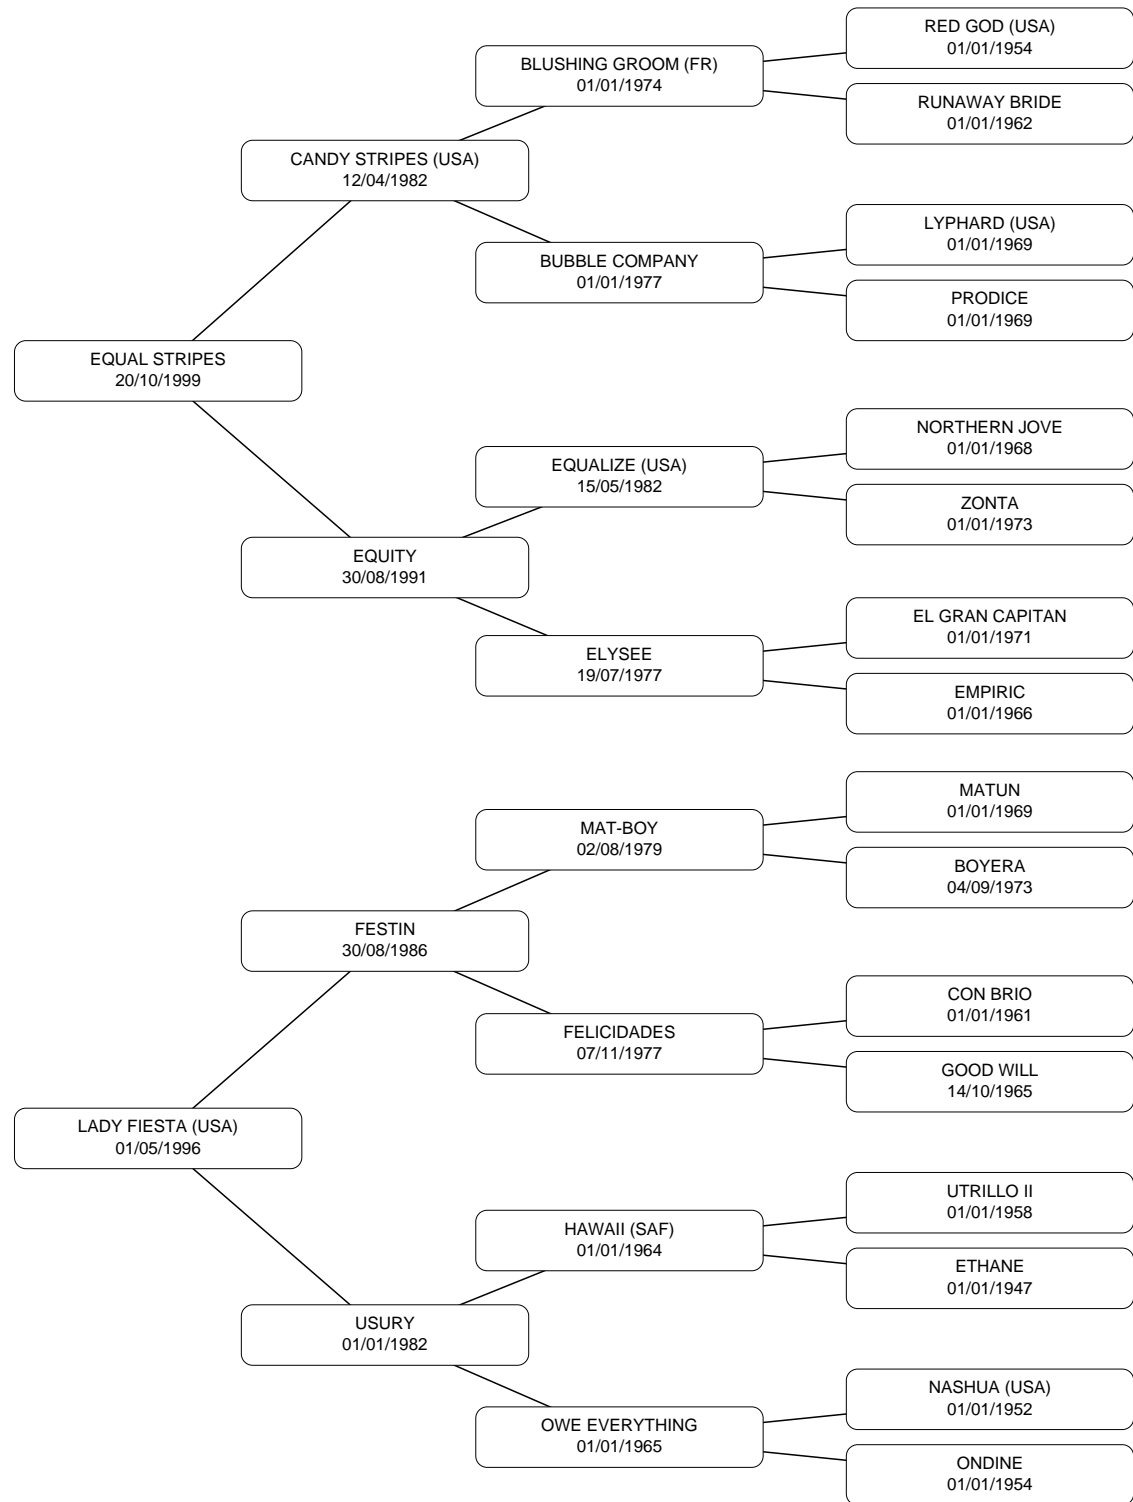 RED GOD (USA)
01/01/1954
BLUSHING GROOM (FR)
01/01/1974
RUNAWAY BRIDE
01/01/1962
CANDY STRIPES (USA)
12/04/1982
LYPHARD (USA)
01/01/1969
BUBBLE COMPANY
01/01/1977
PRODICE
01/01/1969
EQUAL STRIPES
20/10/1999
NORTHERN JOVE
01/01/1968
EQUALIZE (USA)
15/05/1982
ZONTA
01/01/1973
EQUITY
30/08/1991
EL GRAN CAPITAN
01/01/1971
ELYSEE
19/07/1977
EMPIRIC
01/01/1966
MATUN
01/01/1969
MAT-BOY
02/08/1979
BOYERA
04/09/1973
FESTIN
30/08/1986
CON BRIO
01/01/1961
FELICIDADES
07/11/1977
GOOD WILL
14/10/1965
LADY FIESTA (USA)
01/05/1996
UTRILLO II
01/01/1958
HAWAII (SAF)
01/01/1964
ETHANE
01/01/1947
USURY
01/01/1982
NASHUA (USA)
01/01/1952
OWE EVERYTHING
01/01/1965
ONDINE
01/01/1954